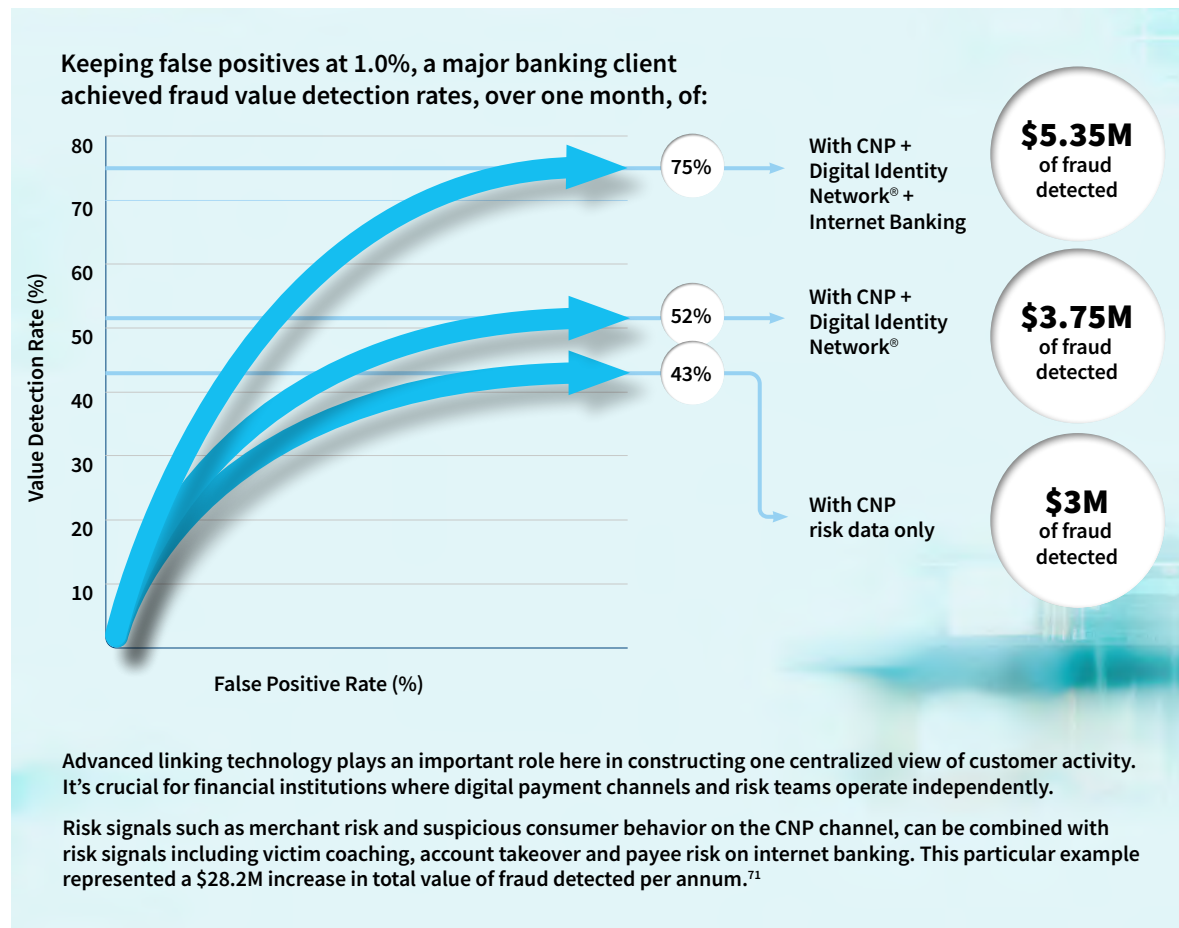 Keeping false positives at 1.0%, a major banking client
achieved fraud value detection rates, over one month, of:
Value Detection Rate (%)
80
70
60
50
40
30
20
10
False Positive Rate (%)
75%
With CNP +
Digital Identity
Network® +
Internet Banking
$5.35M
of fraud
detected
52%
With CNP +
Digital Identity
Network®
$3.75M
of fraud
detected
43%
With CNP
risk data only
$3M
of fraud
detected
Advanced linking technology plays an important role here in constructing one centralized view of customer activity.
It’s crucial for financial institutions where digital payment channels and risk teams operate independently.
Risk signals such as merchant risk and suspicious consumer behavior on the CNP channel, can be combined with
risk signals including victim coaching, account takeover and payee risk on internet banking. This particular example
represented a $28.2M increase in total value of fraud detected per annum.⁷¹